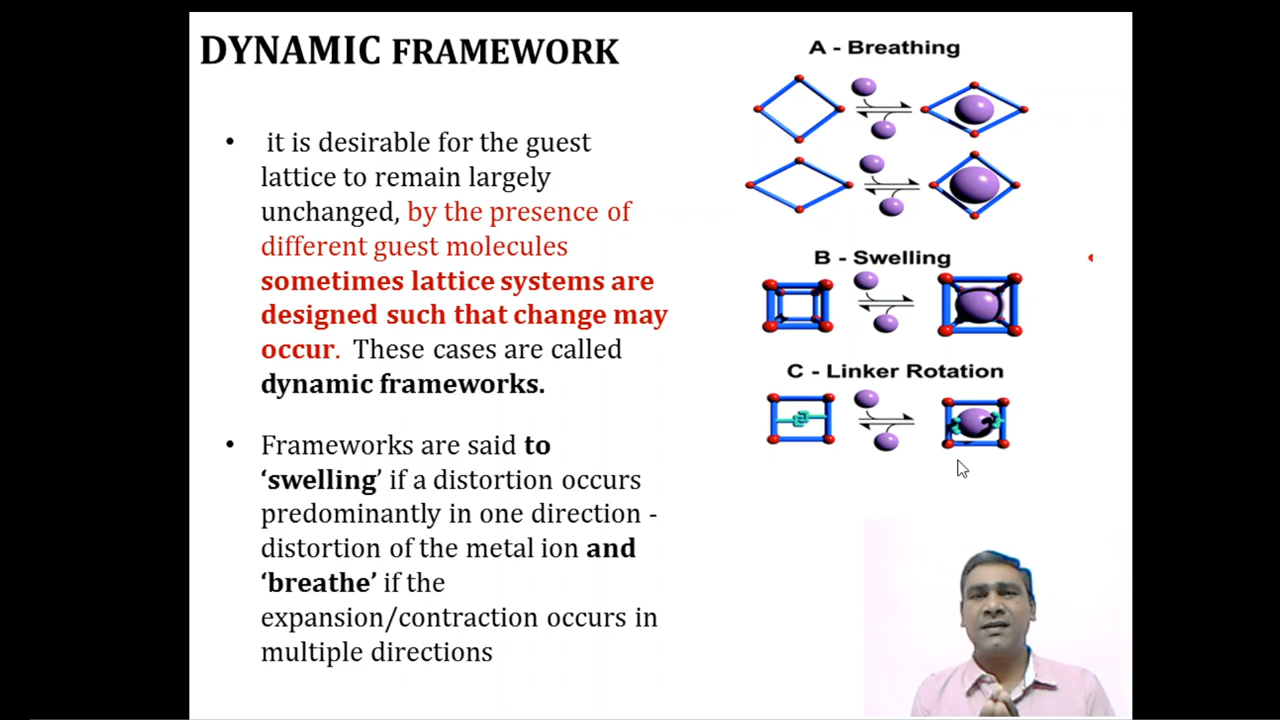 DYNAMIC FRAMEWORK
• it is desirable for the guest
lattice to remain largely
unchanged, by the presence of
different guest molecules
sometimes lattice systems are
designed such that change may
occur. These cases are called
dynamic frameworks.
• Frameworks are said to
‘swelling’ if a distortion occurs
predominantly in one direction -
distortion of the metal ion and
‘breathe’ if the
expansion/contraction occurs in
multiple directions
A - Breathing
B - Swelling
C - Linker Rotation